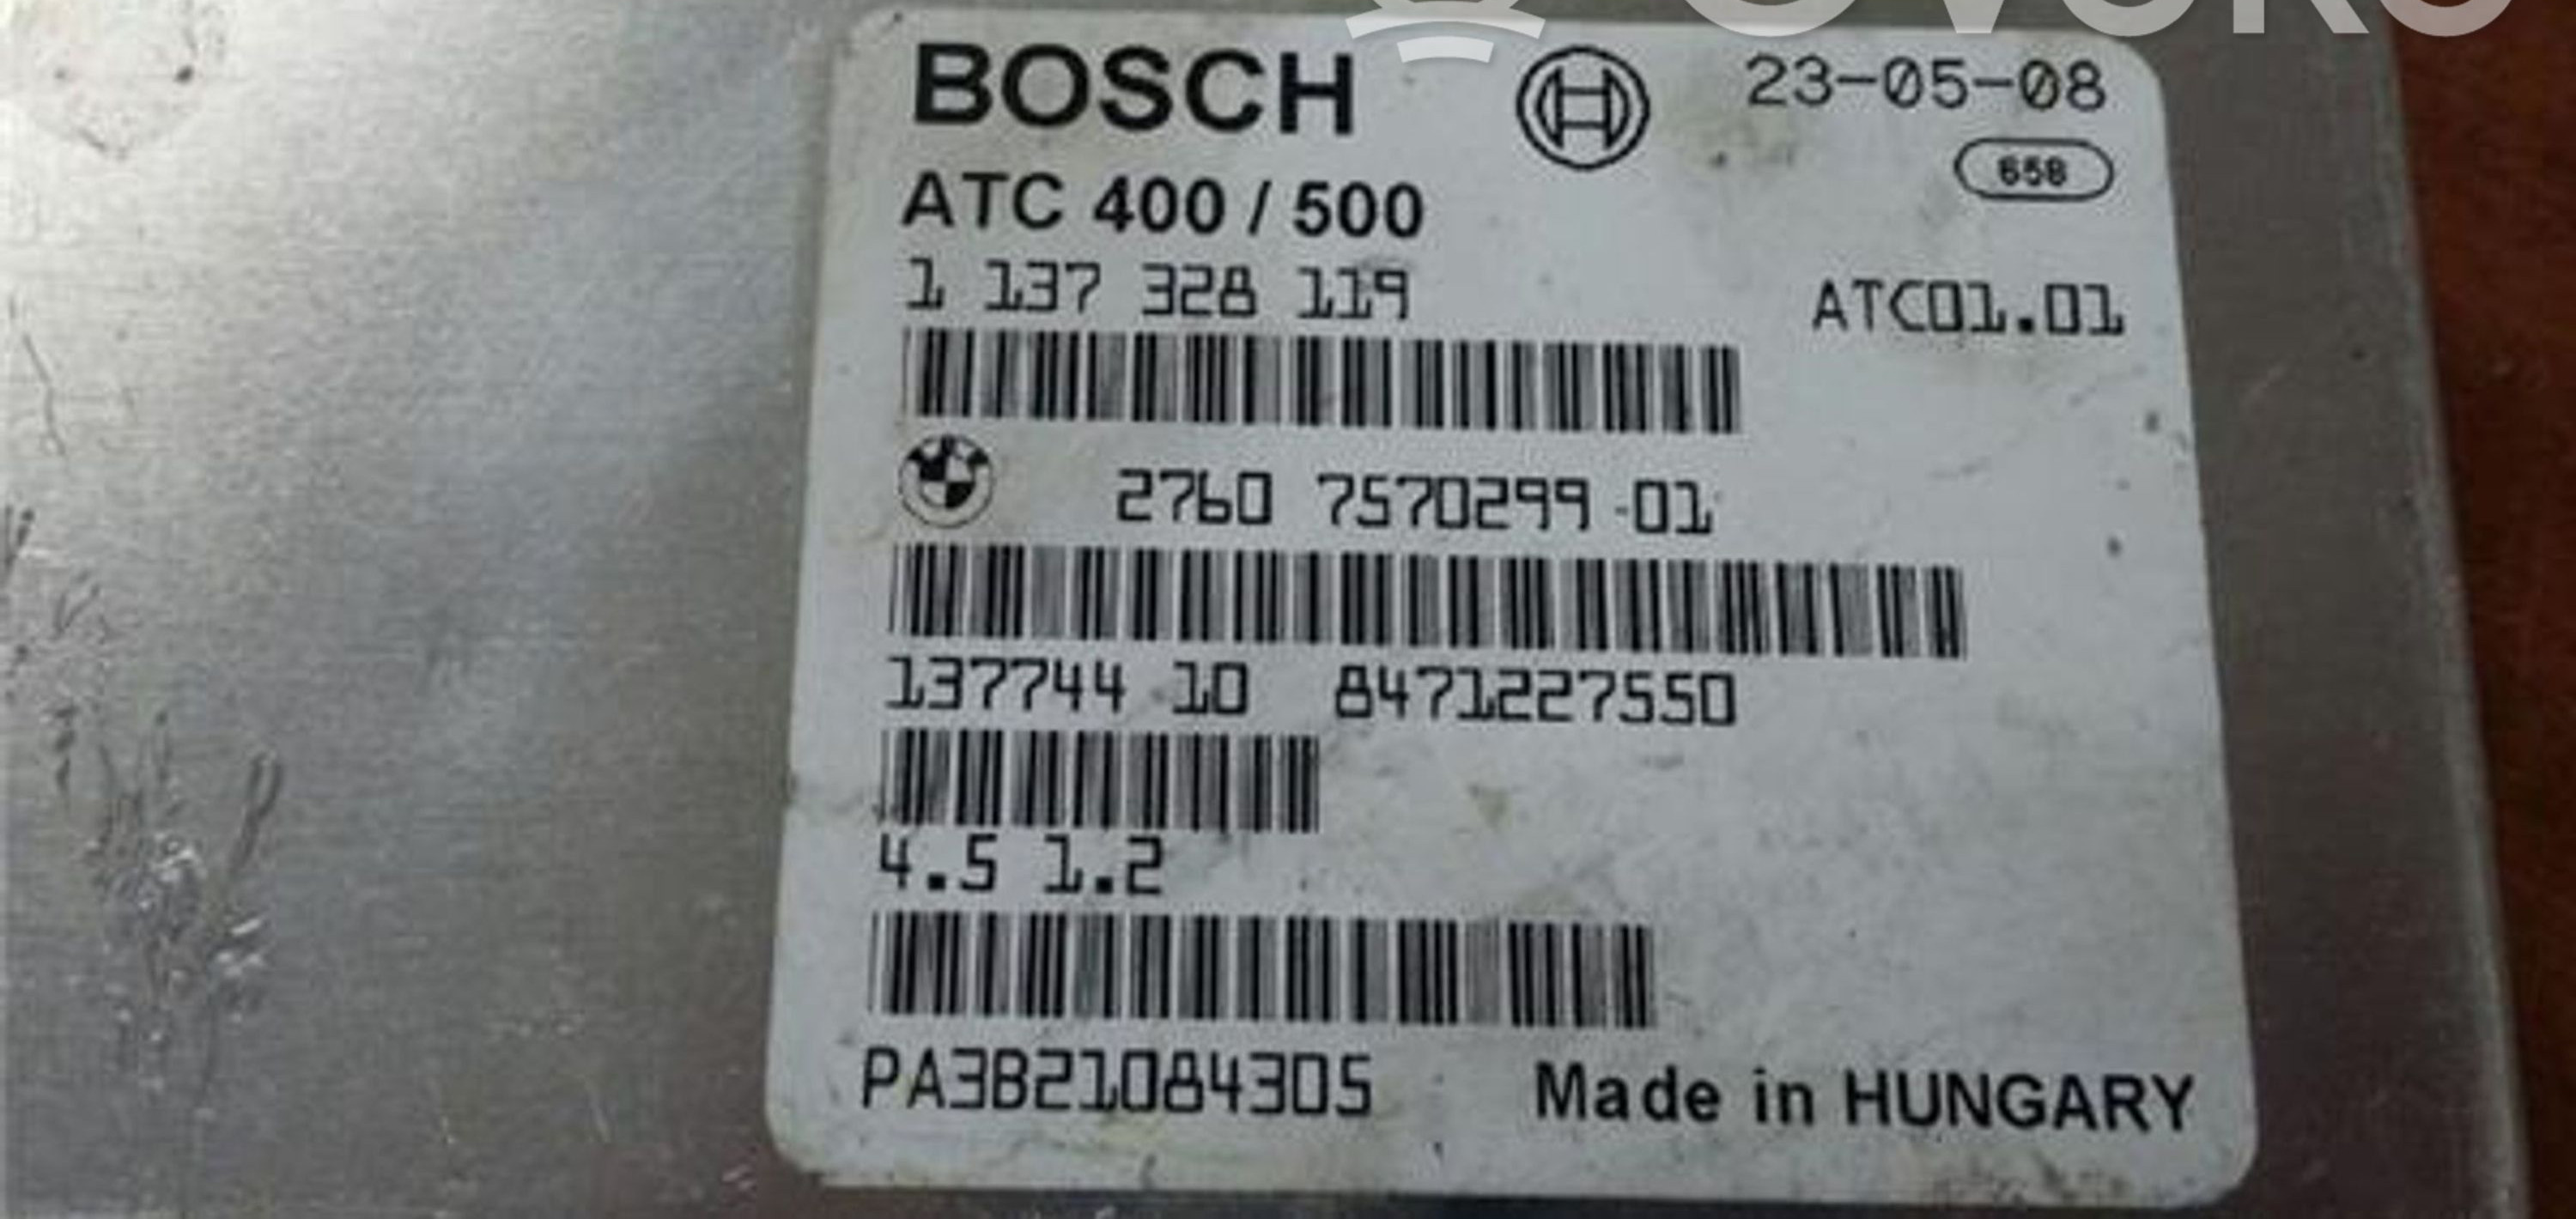 BOSCH 23-05-08
658
ATC 400 / 500
1 137 328 119 ATC01.01
2760 7570299-01
137744 10 8471227550
4.5 1.2
PA3B21084305 Made in HUNGARY